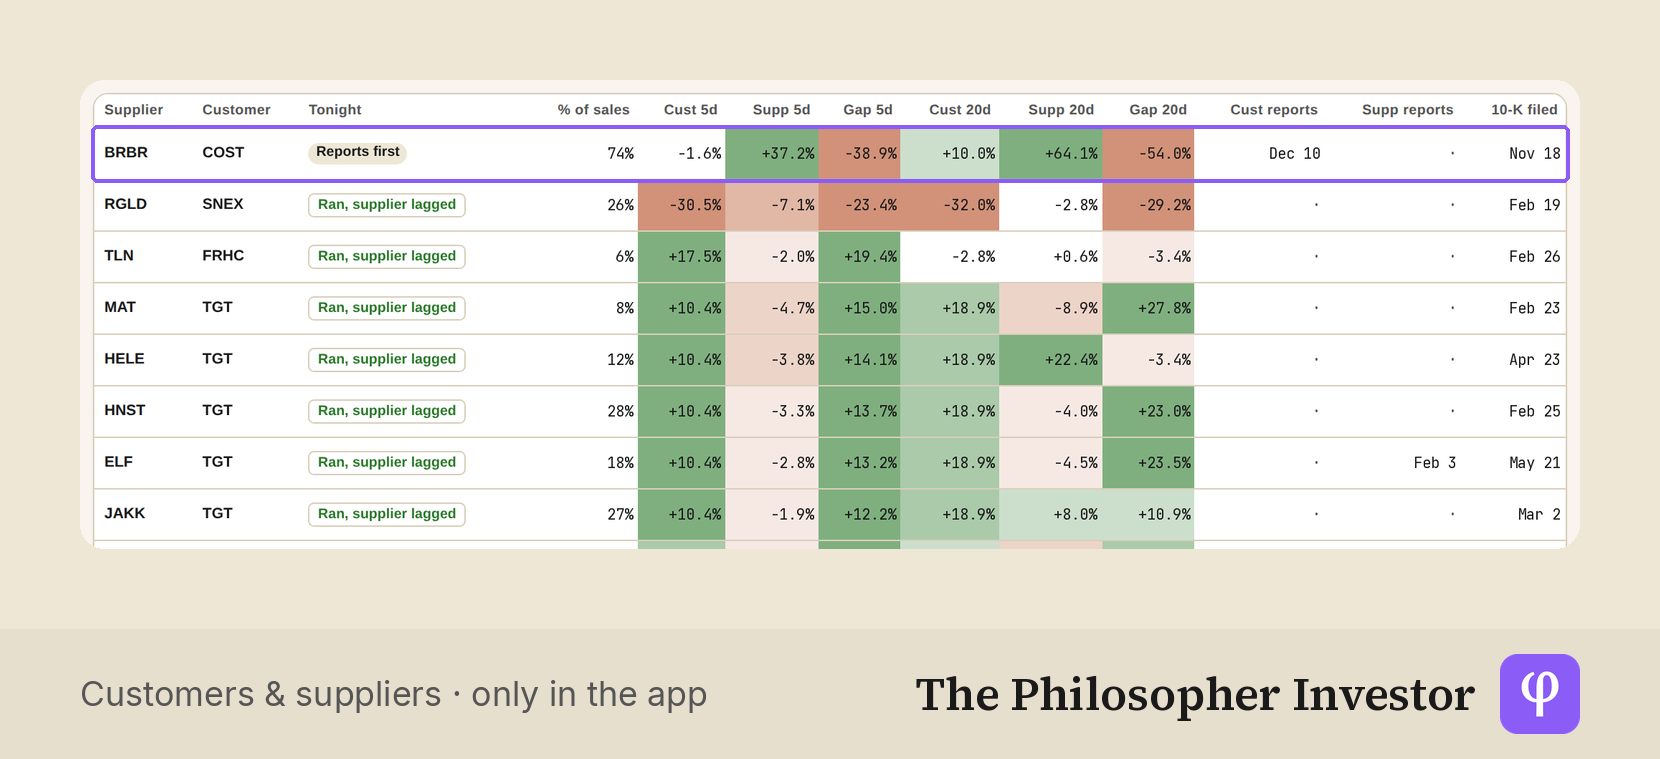 Supplier Customer Tonight % of sales Cust 5d Supp 5d Gap 5d Cust 20d Supp 20d Gap 20d Cust reports Supp reports 10-K filed
BRBR COST Reports first 74% -1.6% +37.2% -38.9% +10.0% +64.1% -54.0% Dec 10 · Nov 18
RGLD SNEX Ran, supplier lagged 26% -30.5% -7.1% -23.4% -32.0% -2.8% -29.2% · · Feb 19
TLN FRHC Ran, supplier lagged 6% +17.5% -2.0% +19.4% -2.8% +0.6% -3.4% · · Feb 26
MAT TGT Ran, supplier lagged 8% +10.4% -4.7% +15.0% +18.9% -8.9% +27.8% · · Feb 23
HELE TGT Ran, supplier lagged 12% +10.4% -3.8% +14.1% +18.9% +22.4% -3.4% · · Apr 23
HNST TGT Ran, supplier lagged 28% +10.4% -3.3% +13.7% +18.9% -4.0% +23.0% · · Feb 25
ELF TGT Ran, supplier lagged 18% +10.4% -2.8% +13.2% +18.9% -4.5% +23.5% · Feb 3 May 21
JAKK TGT Ran, supplier lagged 27% +10.4% -1.9% +12.2% +18.9% +8.0% +10.9% · · Mar 2
Customers & suppliers · only in the app
The Philosopher Investor φ